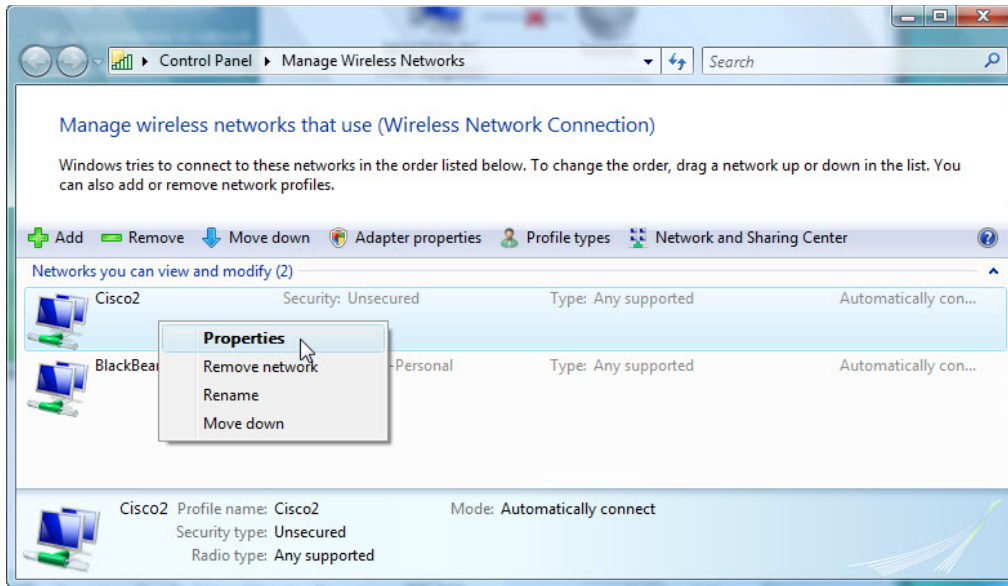 Control Panel ▸ Manage Wireless Networks
Search
Manage wireless networks that use (Wireless Network Connection)
Windows tries to connect to these networks in the order listed below. To change the order, drag a network up or down in the list. You
can also add or remove network profiles.
Add Remove Move down Adapter properties Profile types Network and Sharing Center
Networks you can view and modify (2)
Cisco2 Security: Unsecured Type: Any supported Automatically con...
Properties
BlackBear -Personal Type: Any supported Automatically con...
Remove network
Rename
Move down
Cisco2 Profile name: Cisco2 Mode: Automatically connect
Security type: Unsecured
Radio type: Any supported